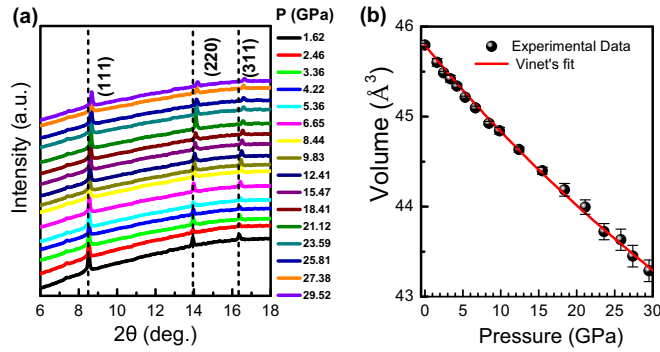 (a)
P (GPa)
(111)
(220)
(311)
1.62
2.46
3.36
4.22
5.36
6.65
8.44
9.83
12.41
15.47
18.41
21.12
23.59
25.81
27.38
29.52
Intensity (a.u.)
6 8 10 12 14 16 18
2θ (deg.)
(b)
46
45
44
43
Volume (Å³)
Experimental Data
Vinet's fit
0 5 10 15 20 25 30
Pressure (GPa)